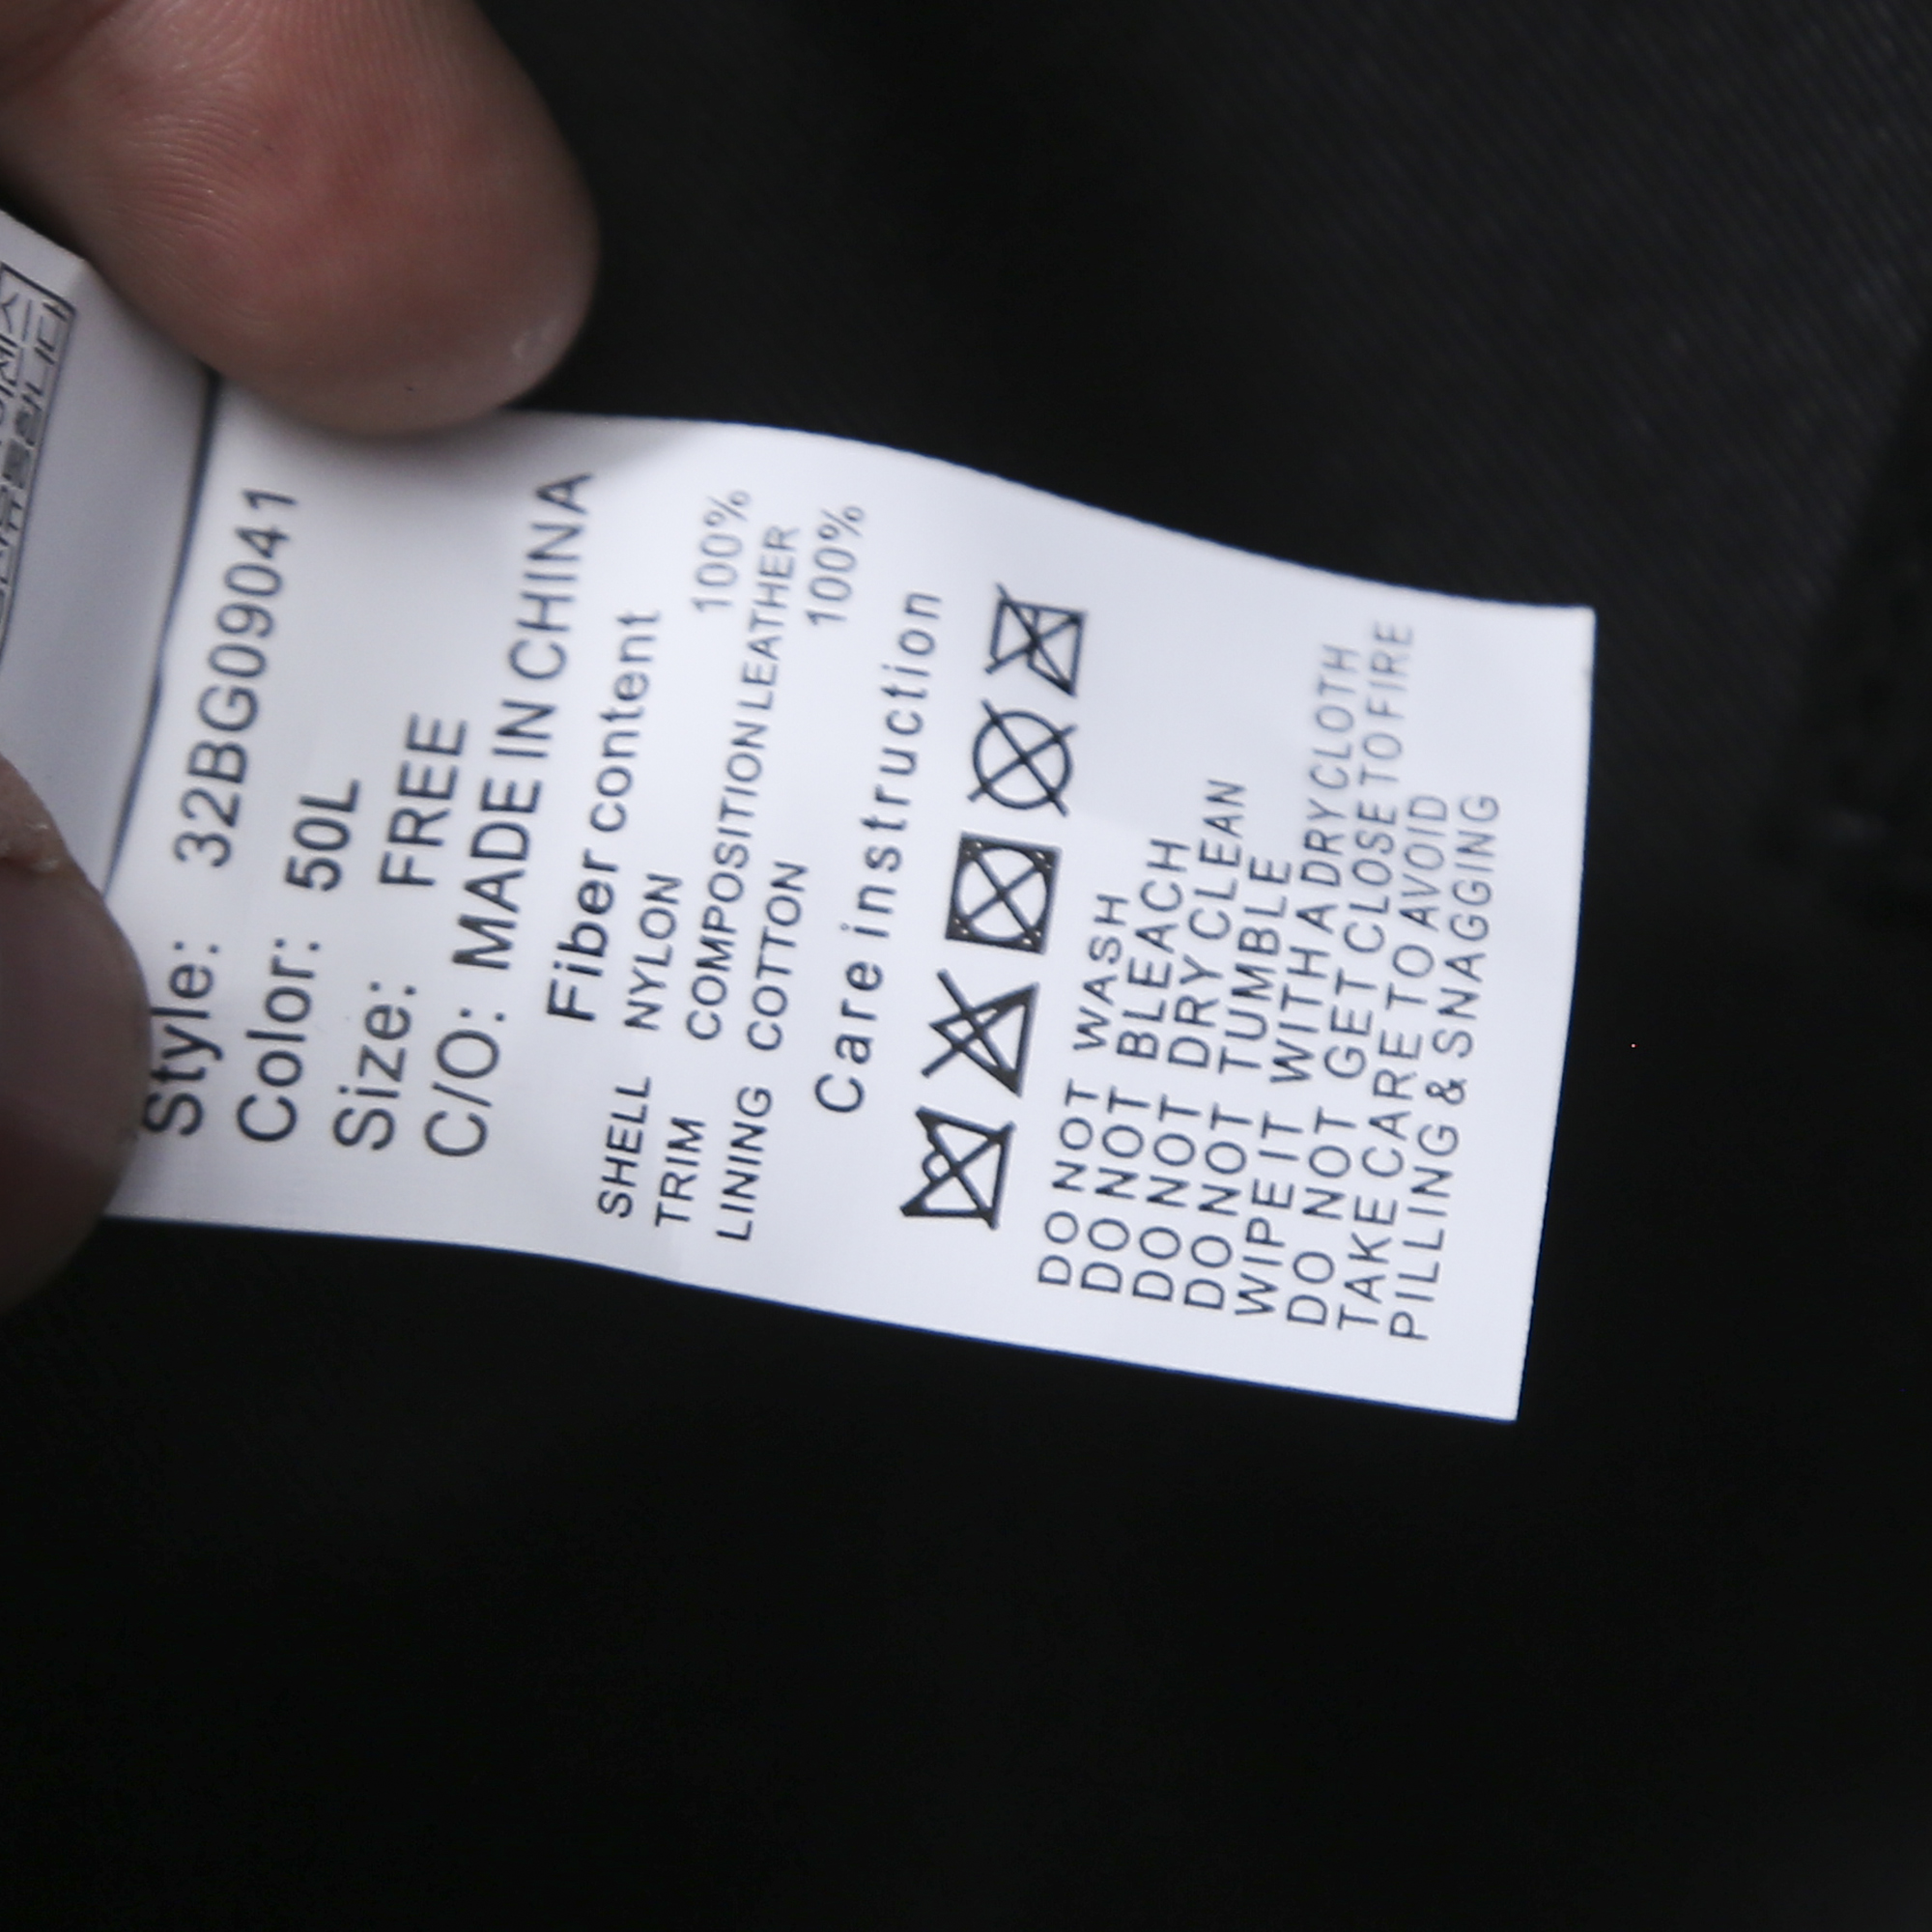 Style: 32BG09041
Color: 50L
Size: FREE
C/O: MADE IN CHINA
Fiber content
SHELL NYLON 100%
TRIM COMPOSITION LEATHER
LINING COTTON 100%
Care instruction
DO NOT WASH
DO NOT BLEACH
DO NOT DRY CLEAN
DO NOT TUMBLE
WIPE IT WITH A DRY CLOTH
DO NOT GET CLOSE TO FIRE
TAKE CARE TO AVOID
PILLING & SNAGGING